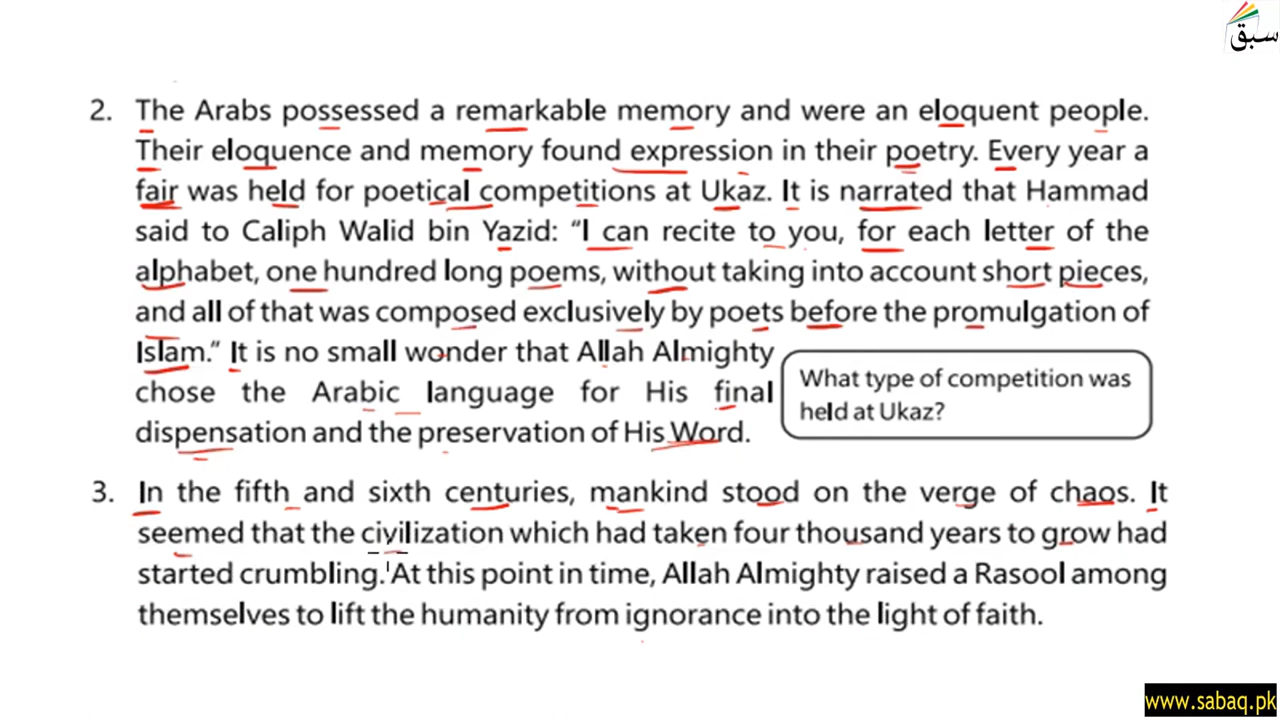 سبق
2. The Arabs possessed a remarkable memory and were an eloquent people.
Their eloquence and memory found expression in their poetry. Every year a
fair was held for poetical competitions at Ukaz. It is narrated that Hammad
said to Caliph Walid bin Yazid: “I can recite to you, for each letter of the
alphabet, one hundred long poems, without taking into account short pieces,
and all of that was composed exclusively by poets before the promulgation of
Islam.” It is no small wonder that Allah Almighty
chose the Arabic language for His final
dispensation and the preservation of His Word.
What type of competition was
held at Ukaz?
3. In the fifth and sixth centuries, mankind stood on the verge of chaos. It
seemed that the civilization which had taken four thousand years to grow had
started crumbling. At this point in time, Allah Almighty raised a Rasool among
themselves to lift the humanity from ignorance into the light of faith.
www.sabaq.pk